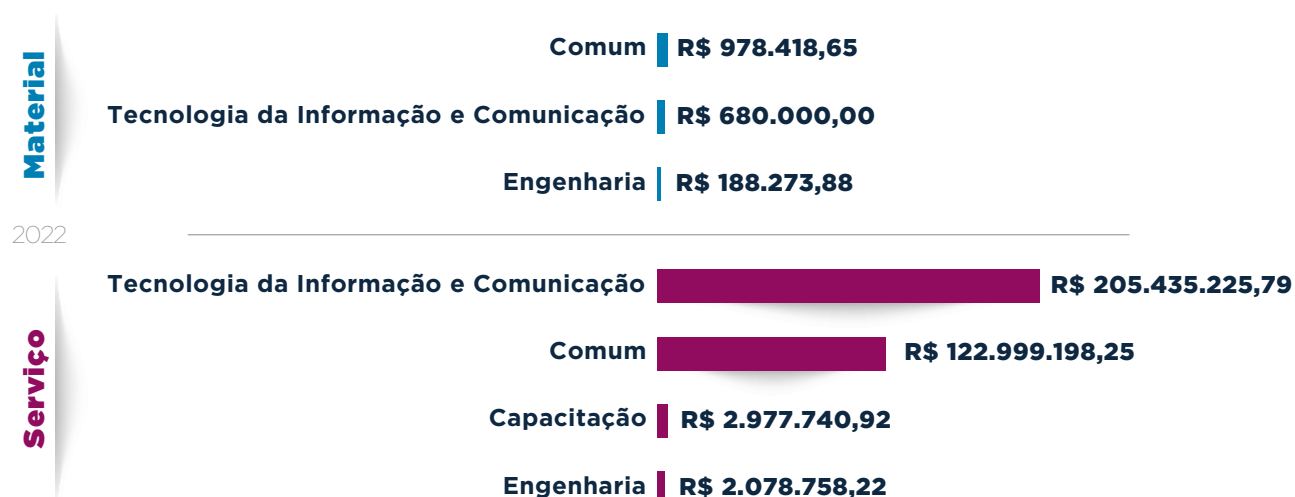 Material
Comum R$ 978.418,65
Tecnologia da Informação e Comunicação R$ 680.000,00
Engenharia R$ 188.273,88
2022
Serviço
Tecnologia da Informação e Comunicação R$ 205.435.225,79
Comum R$ 122.999.198,25
Capacitação R$ 2.977.740,92
Engenharia R$ 2.078.758,22